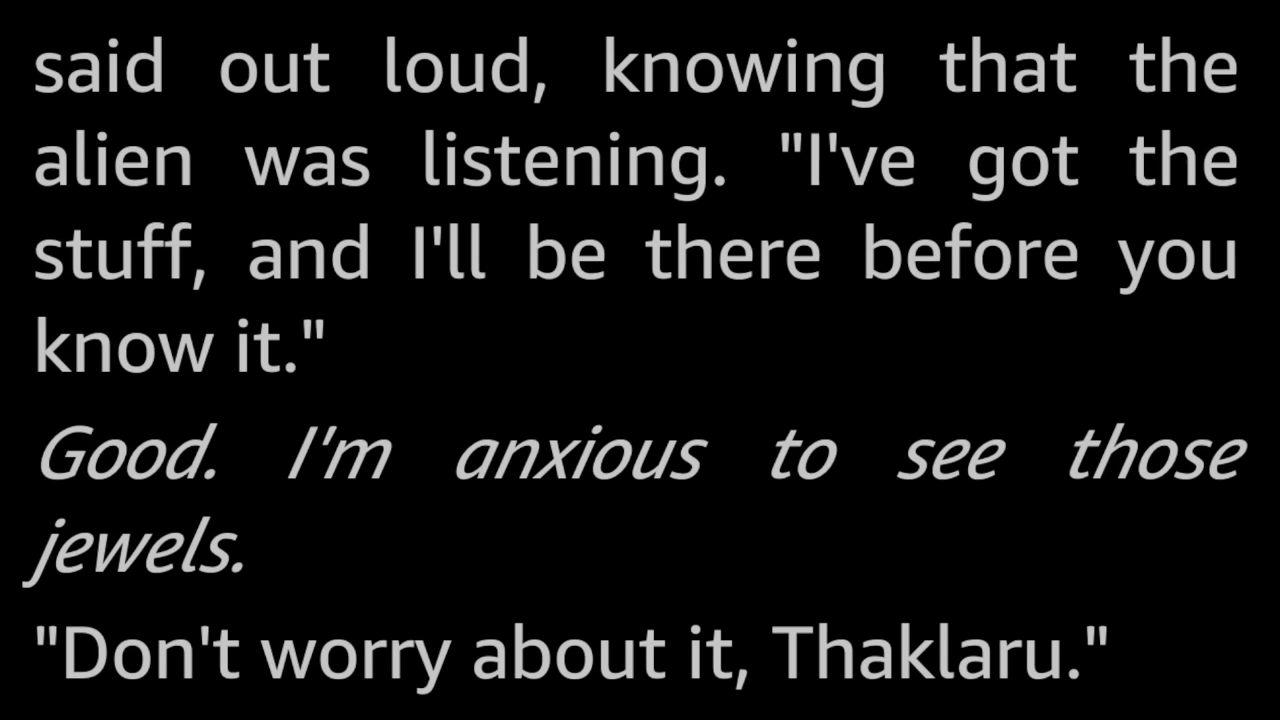 said out loud, knowing that the
alien was listening. "I've got the
stuff, and I'll be there before you
know it."
Good. I'm anxious to see those
jewels.
"Don't worry about it, Thaklaru."